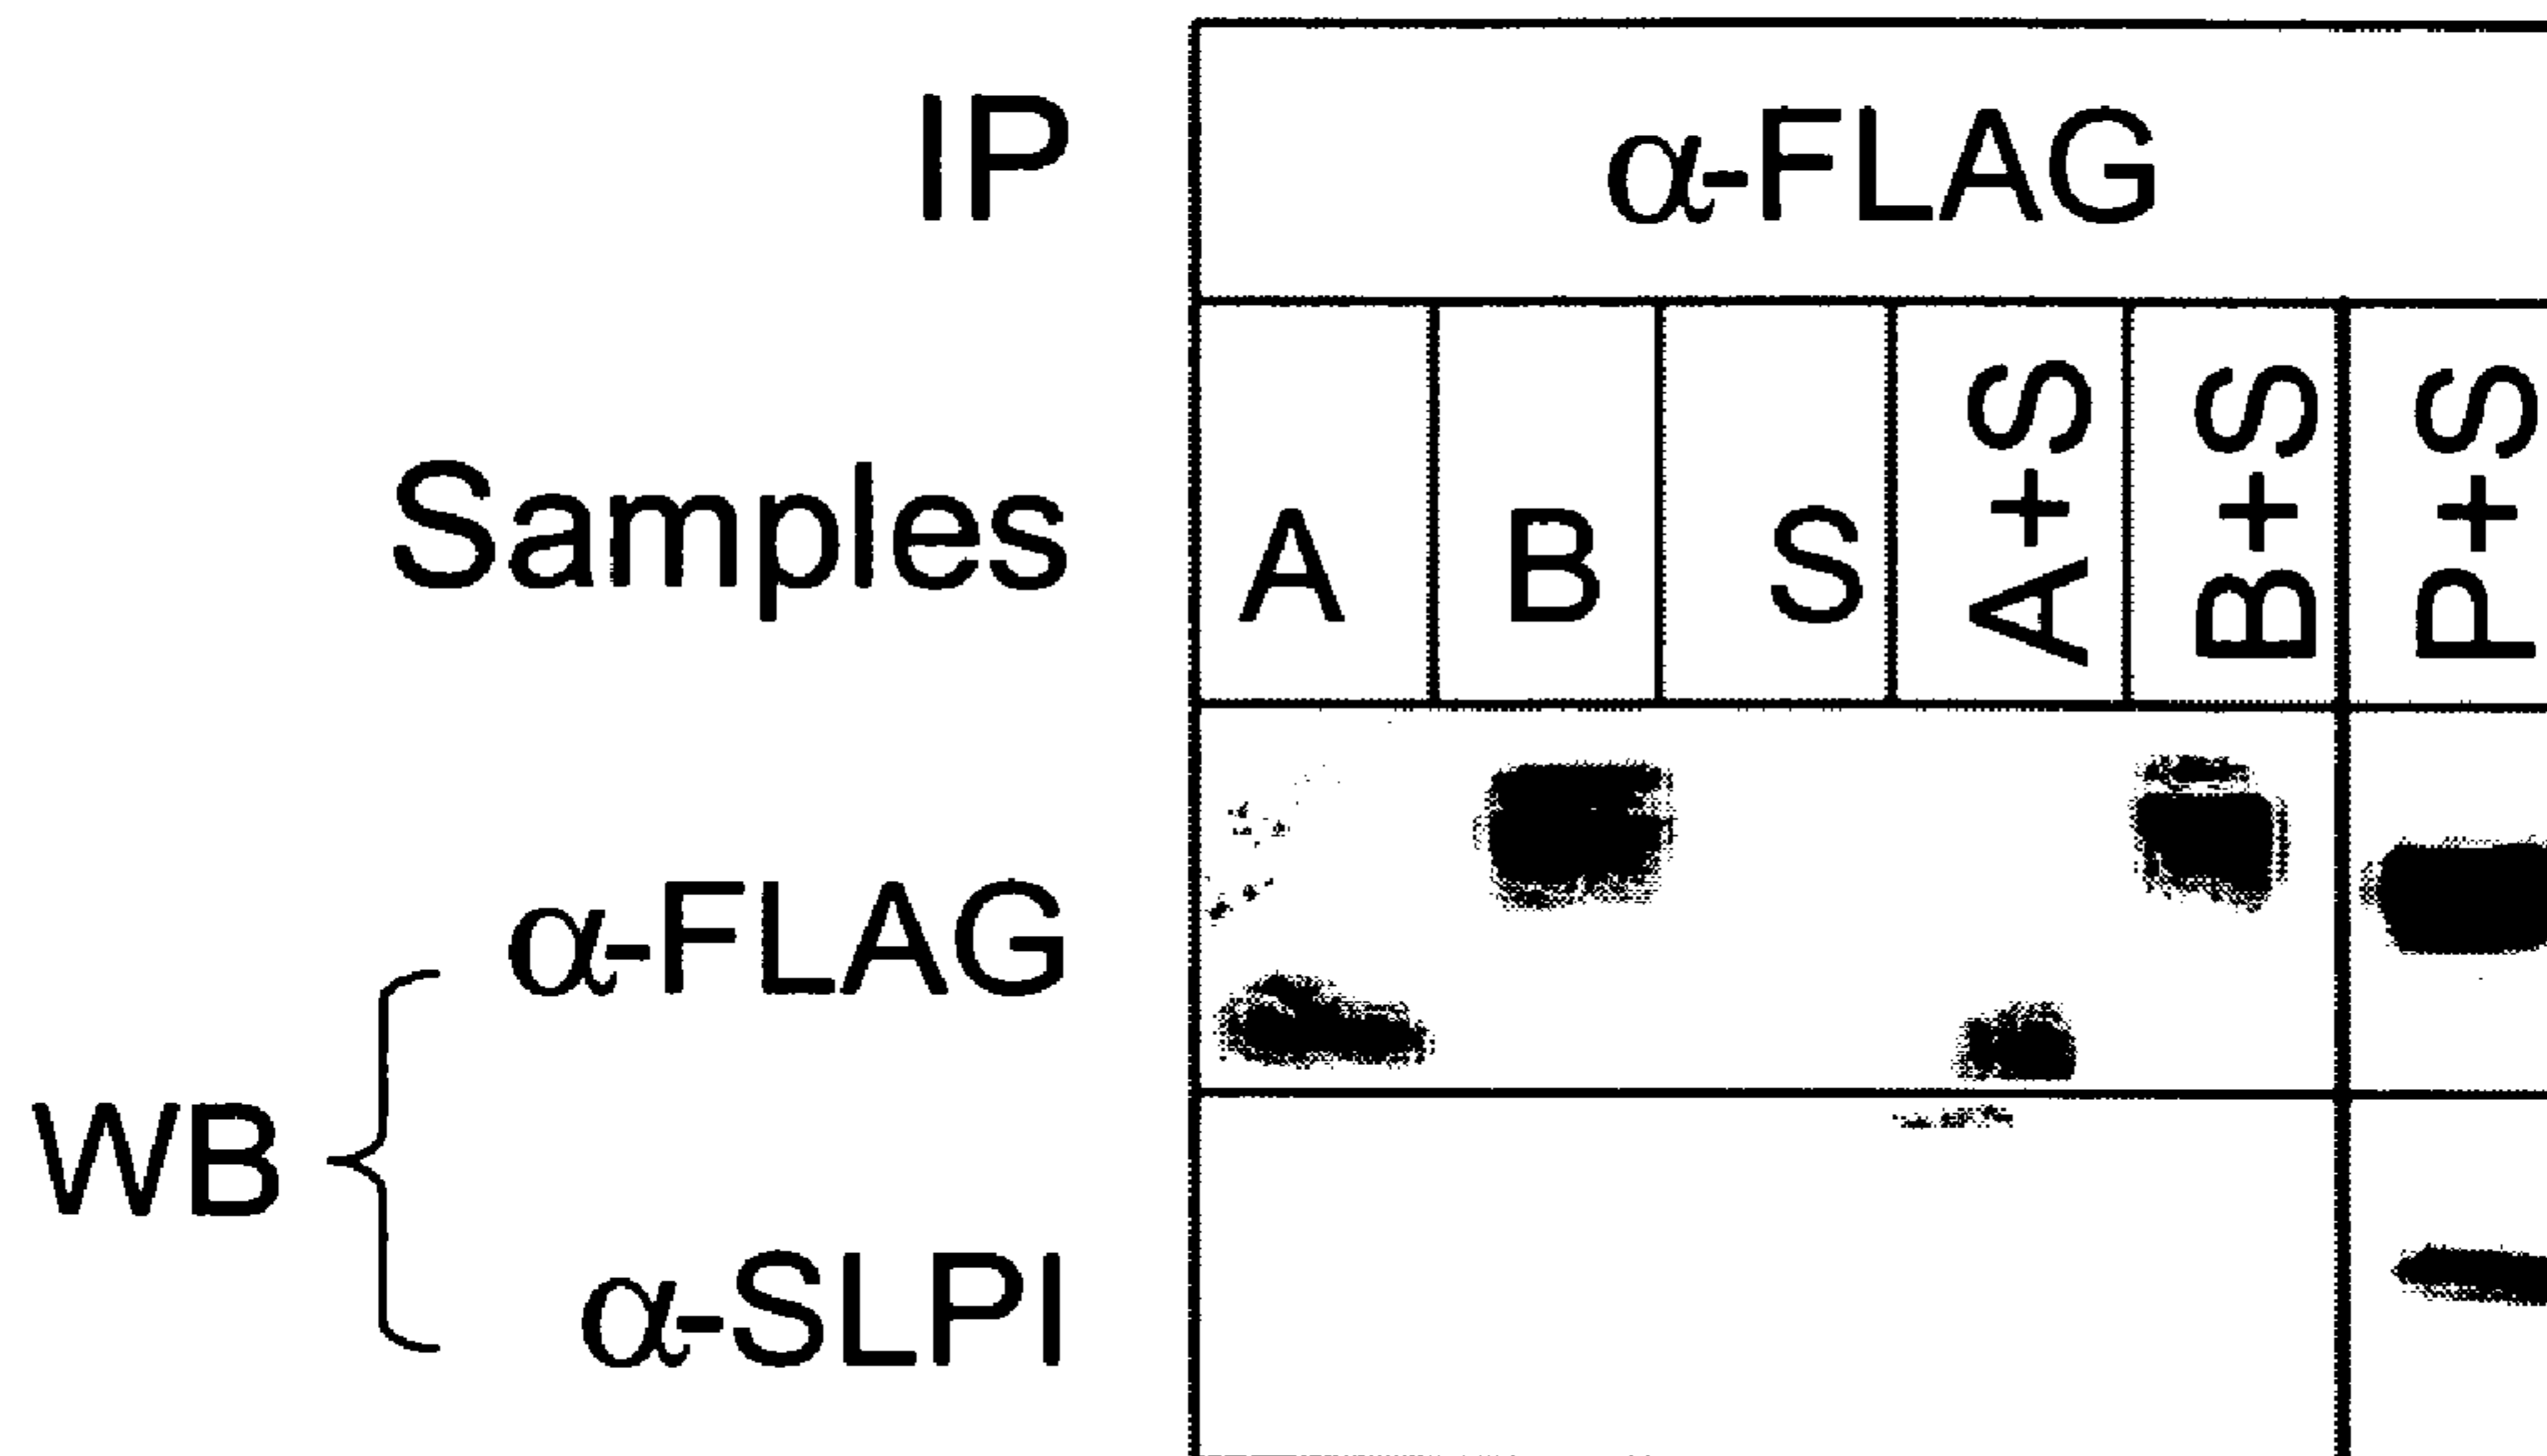 IP
α-FLAG
Samples
A
B
S
A+S
B+S
P+S
α-FLAG
WB
α-SLPI